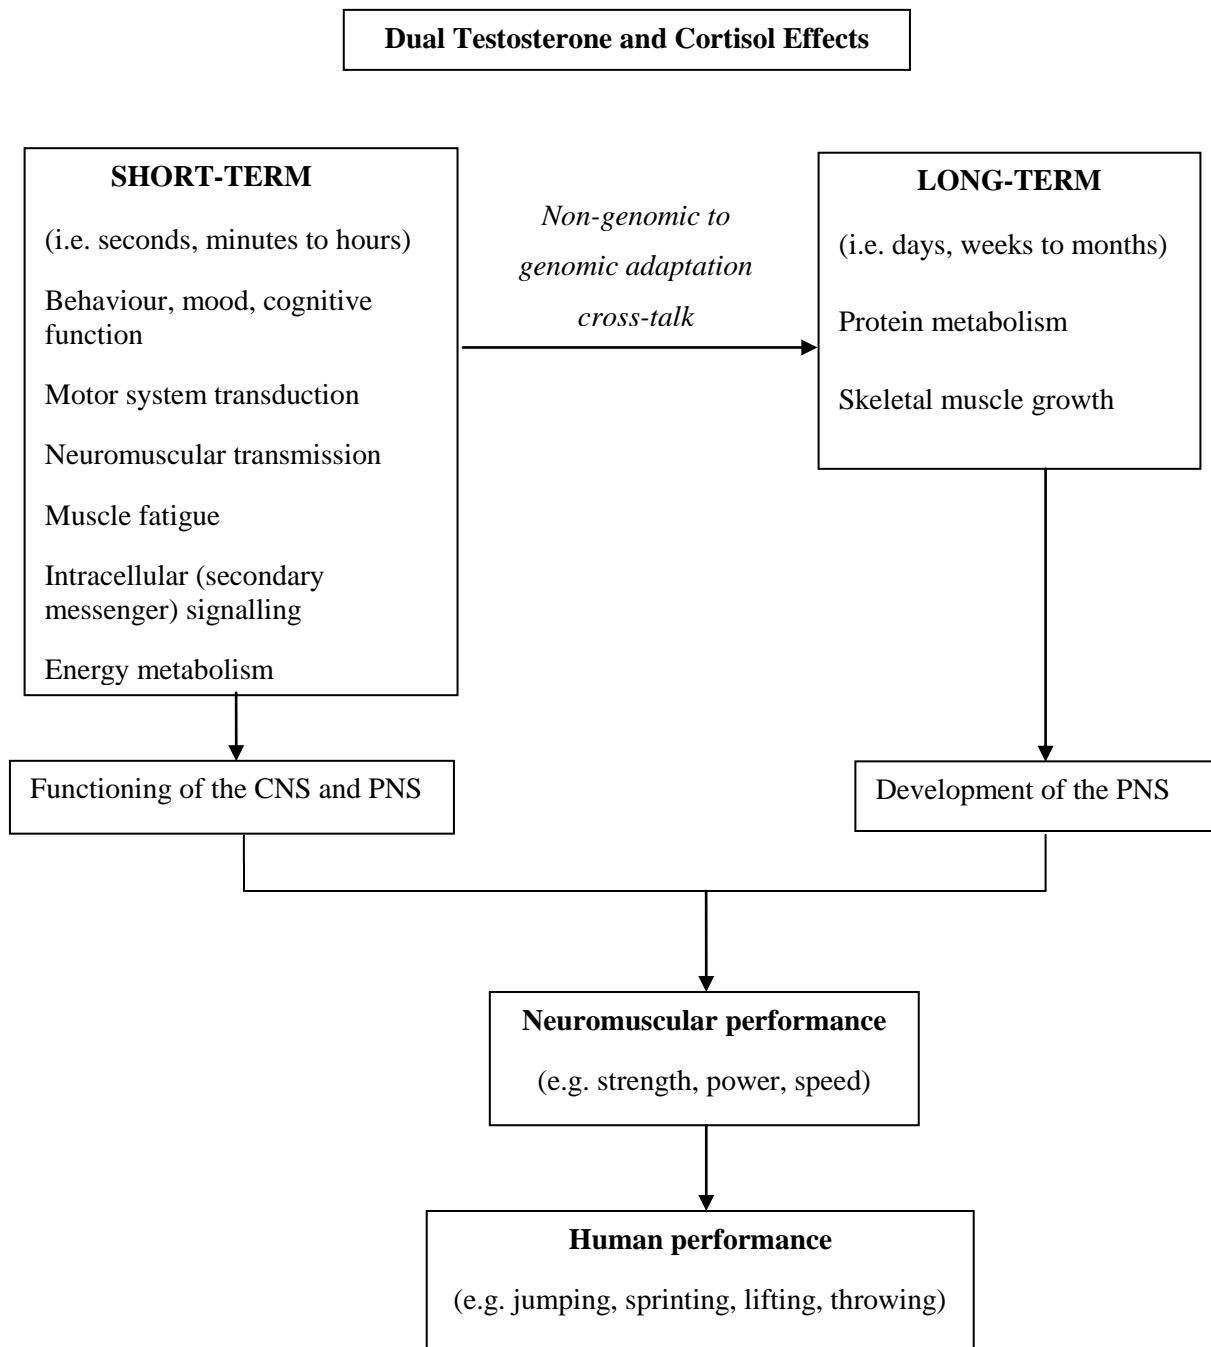 Dual Testosterone and Cortisol Effects
SHORT-TERM
(i.e. seconds, minutes to hours)
Behaviour, mood, cognitive
function
Motor system transduction
Neuromuscular transmission
Muscle fatigue
Intracellular (secondary
messenger) signalling
Energy metabolism
Non-genomic to
genomic adaptation
cross-talk
LONG-TERM
(i.e. days, weeks to months)
Protein metabolism
Skeletal muscle growth
Functioning of the CNS and PNS
Development of the PNS
Neuromuscular performance
(e.g. strength, power, speed)
Human performance
(e.g. jumping, sprinting, lifting, throwing)